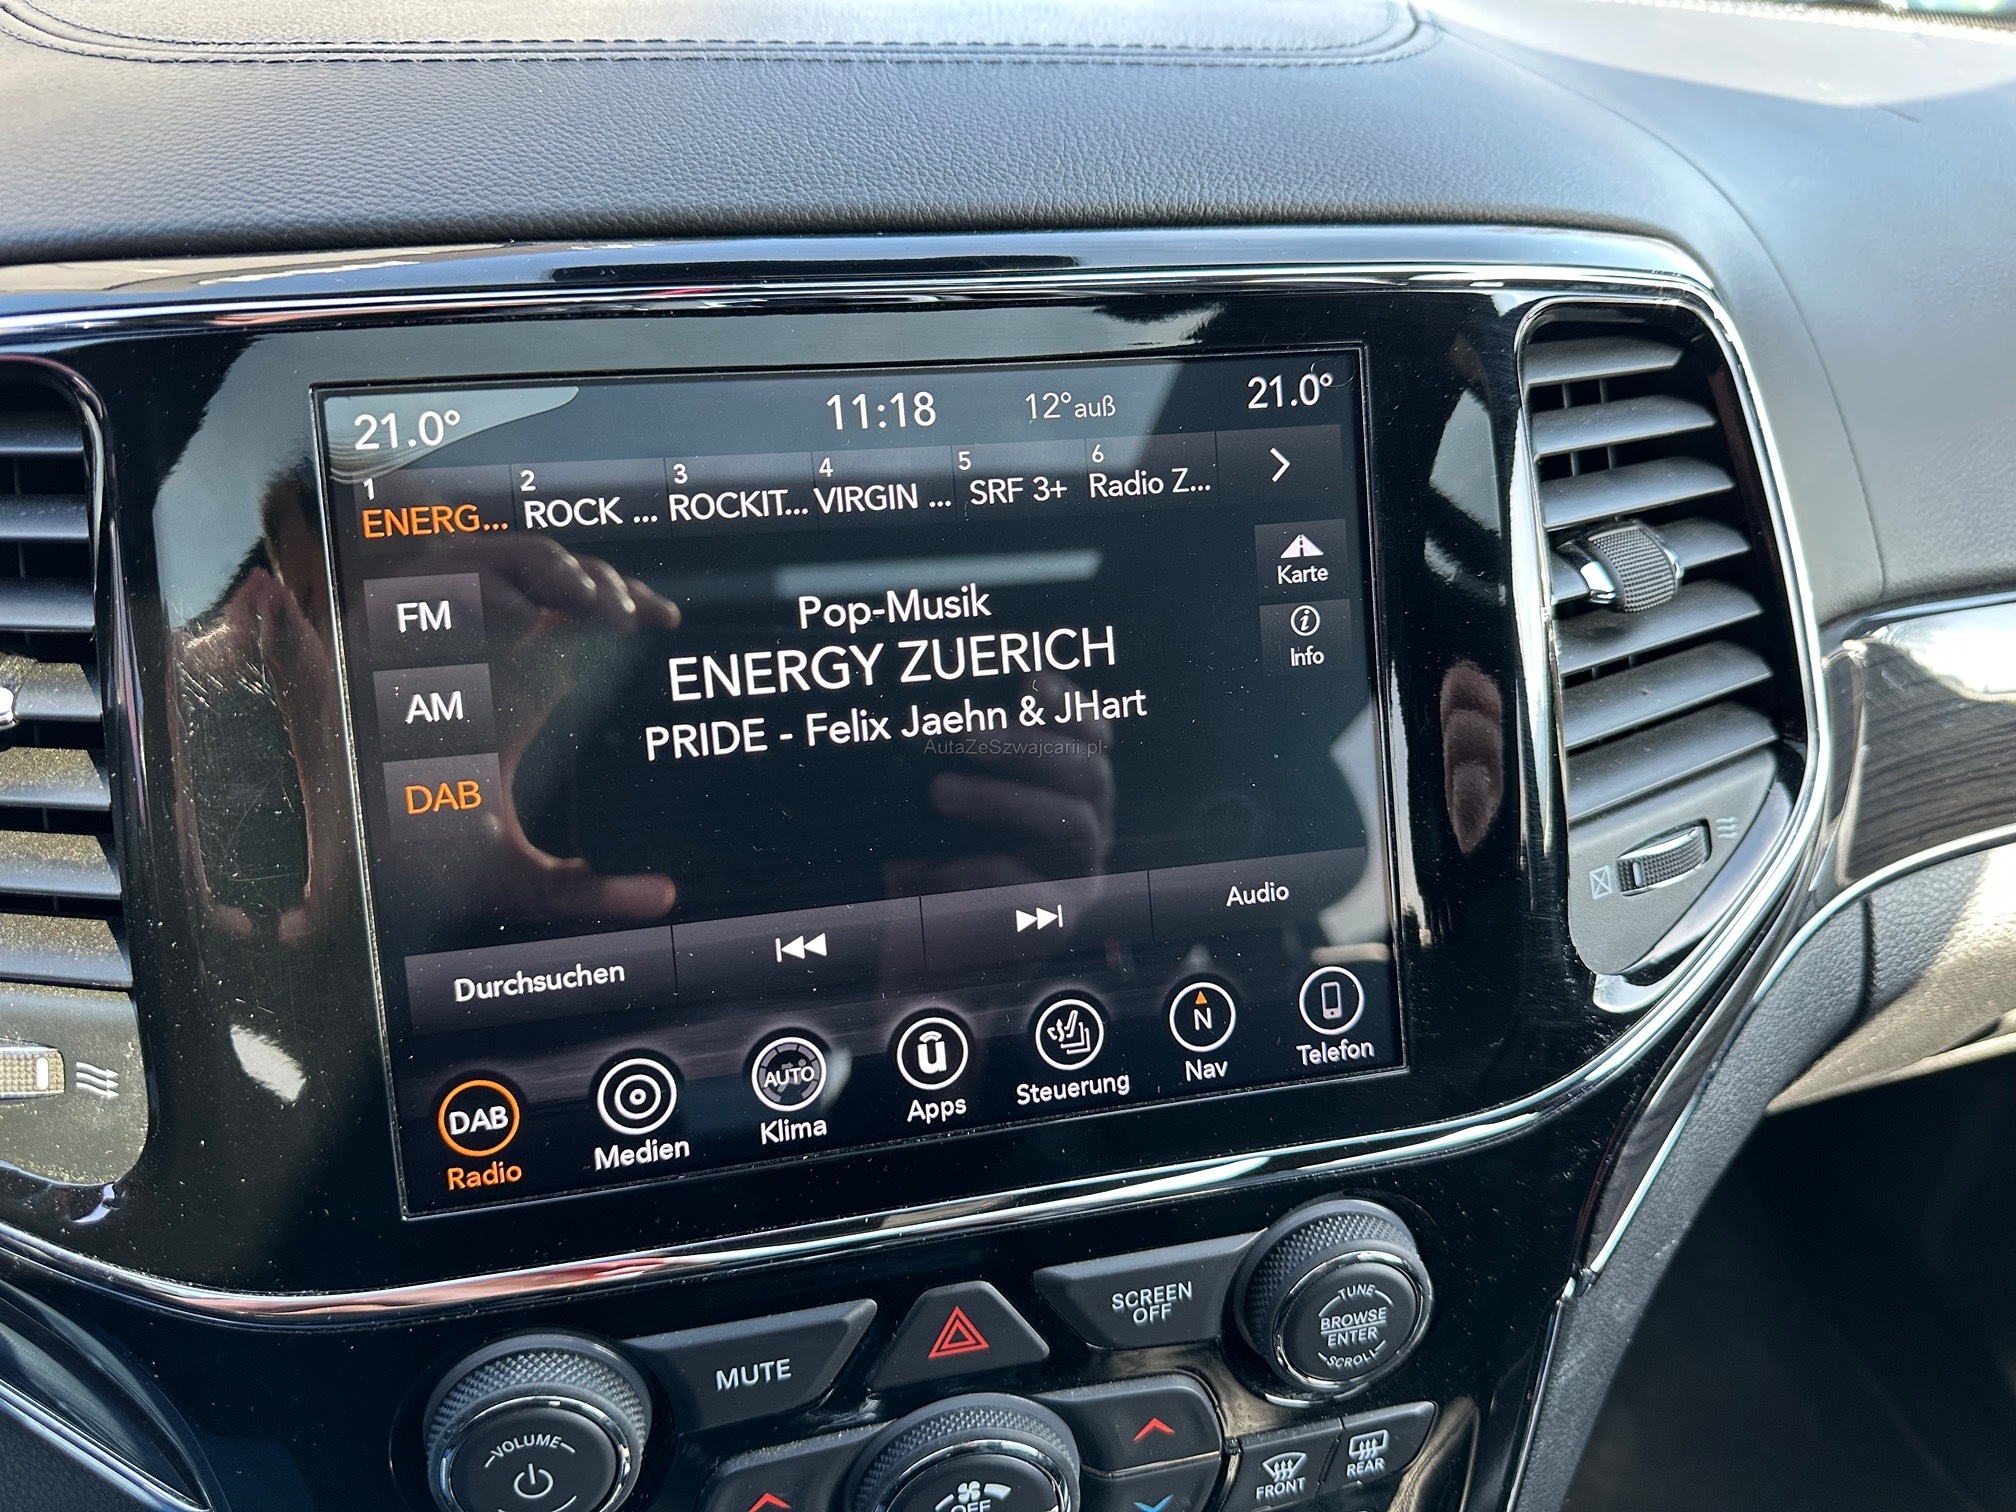 21.0°
11:18
12°auß
21.0°
1
ENERG...
2
ROCK ...
3
ROCKIT...
4
VIRGIN ...
5
SRF 3+
6
Radio Z...
FM
AM
DAB
Pop-Musik
ENERGY ZUERICH
PRIDE - Felix Jaehn & JHart
AutaZeSzwajcarii.pl
Karte
Info
Durchsuchen
Audio
DAB
Radio
Medien
AUTO
Klima
Apps
Steuerung
N
Nav
Telefon
VOLUME
MUTE
SCREEN
OFF
TUNE
BROWSE
ENTER
SCROLL
OFF
FRONT
REAR